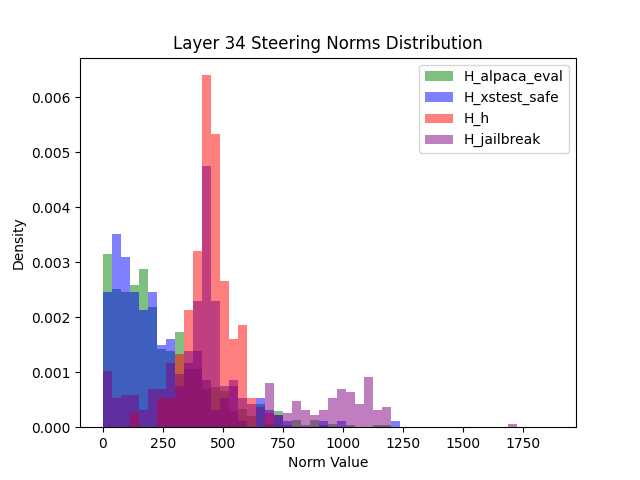 Layer 34 Steering Norms Distribution
H_alpaca_eval
H_xstest_safe
H_h
H_jailbreak
0.006
0.005
0.004
0.003
0.002
0.001
0.000
Density
0 250 500 750 1000 1250 1500 1750
Norm Value